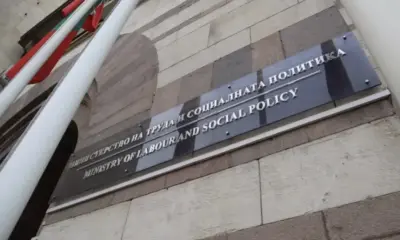 МИНИСТЕРСТВО НА ТРУДА И СОЦИАЛНАТА ПОЛИТИКА
MINISTRY OF LABOUR AND SOCIAL POLICY